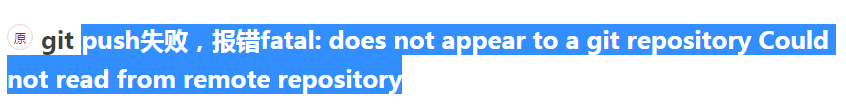 原 git push失败，报错fatal: does not appear to a git repository Could
not read from remote repository